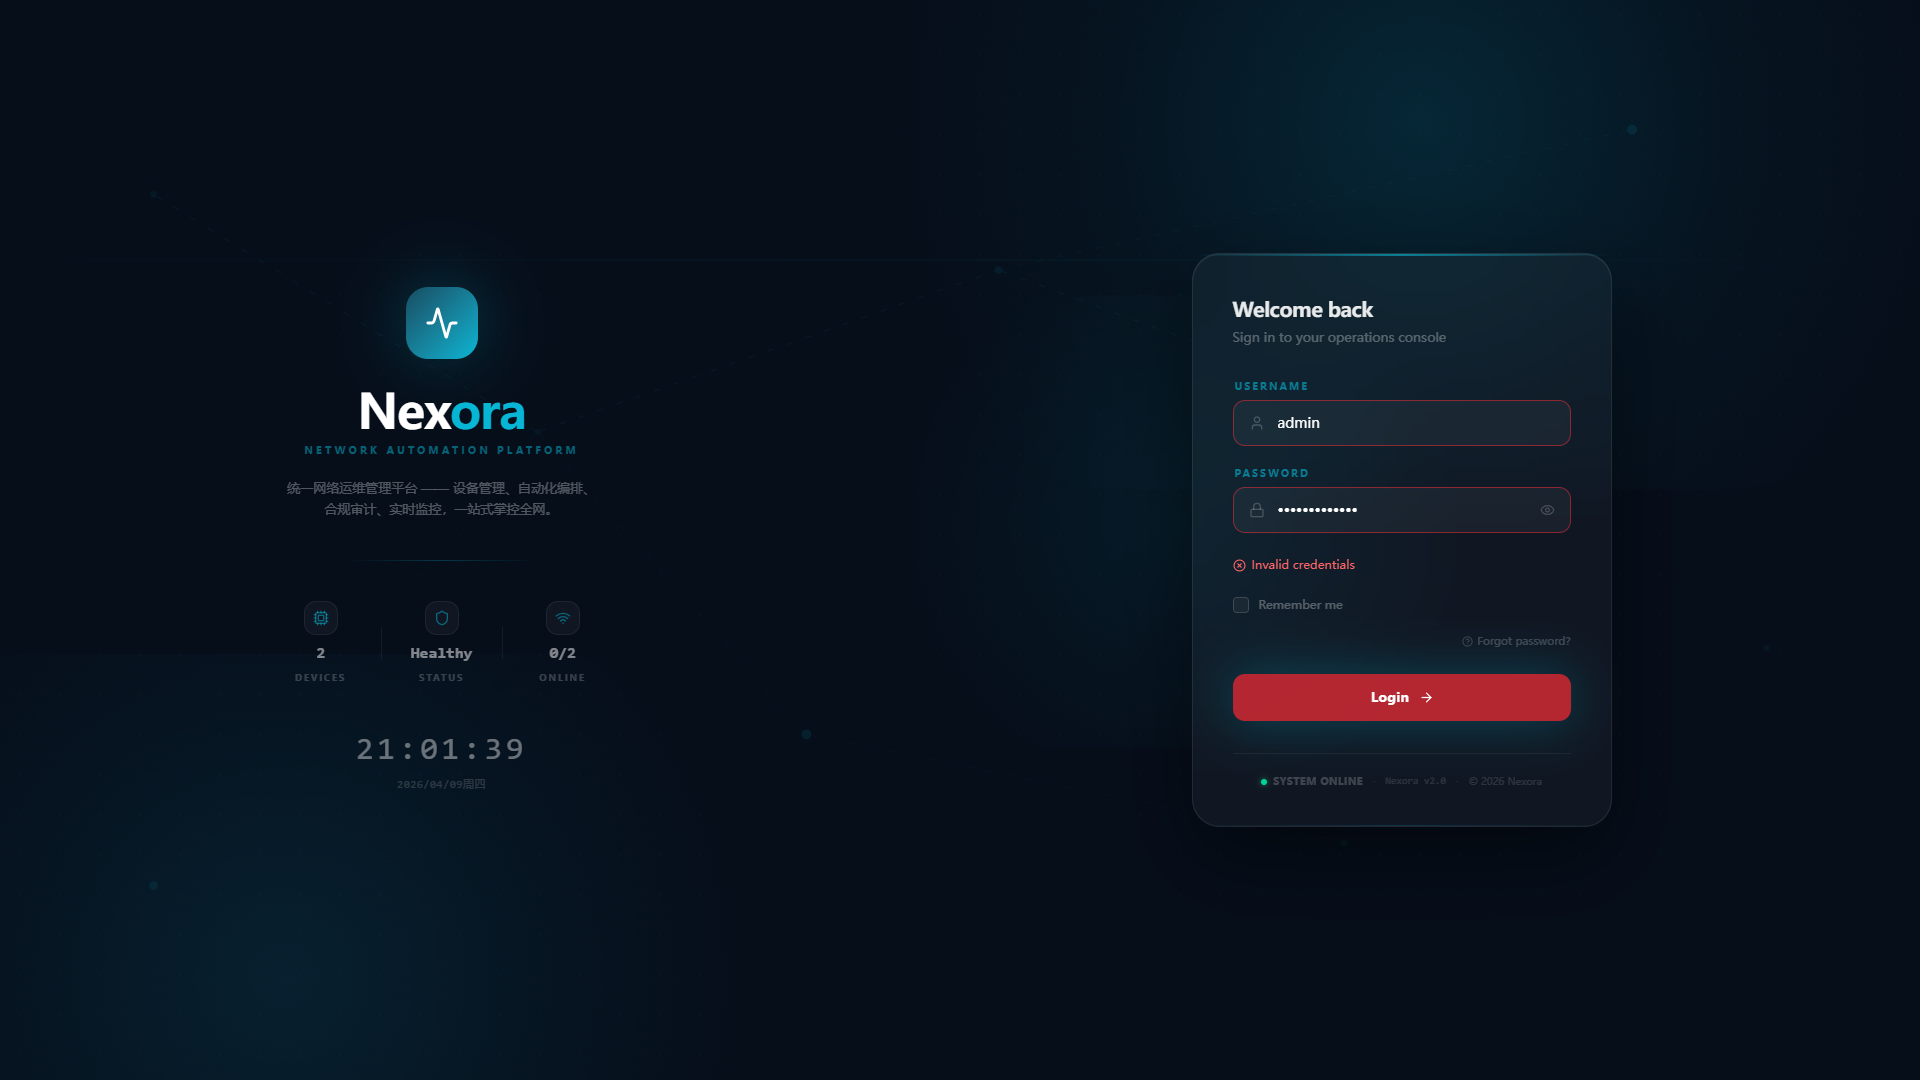 Nexora
NETWORK AUTOMATION PLATFORM
统一网络运维管理平台 —— 设备管理、自动化编排、
合规审计、实时监控，一站式掌控全网。
2
DEVICES
Healthy
STATUS
0/2
ONLINE
21:01:39
2026/04/09周四
Welcome back
Sign in to your operations console
USERNAME
admin
PASSWORD
•••••••••••••
Invalid credentials
Remember me
Forgot password?
Login →
SYSTEM ONLINE · Nexora v2.0 · © 2026 Nexora